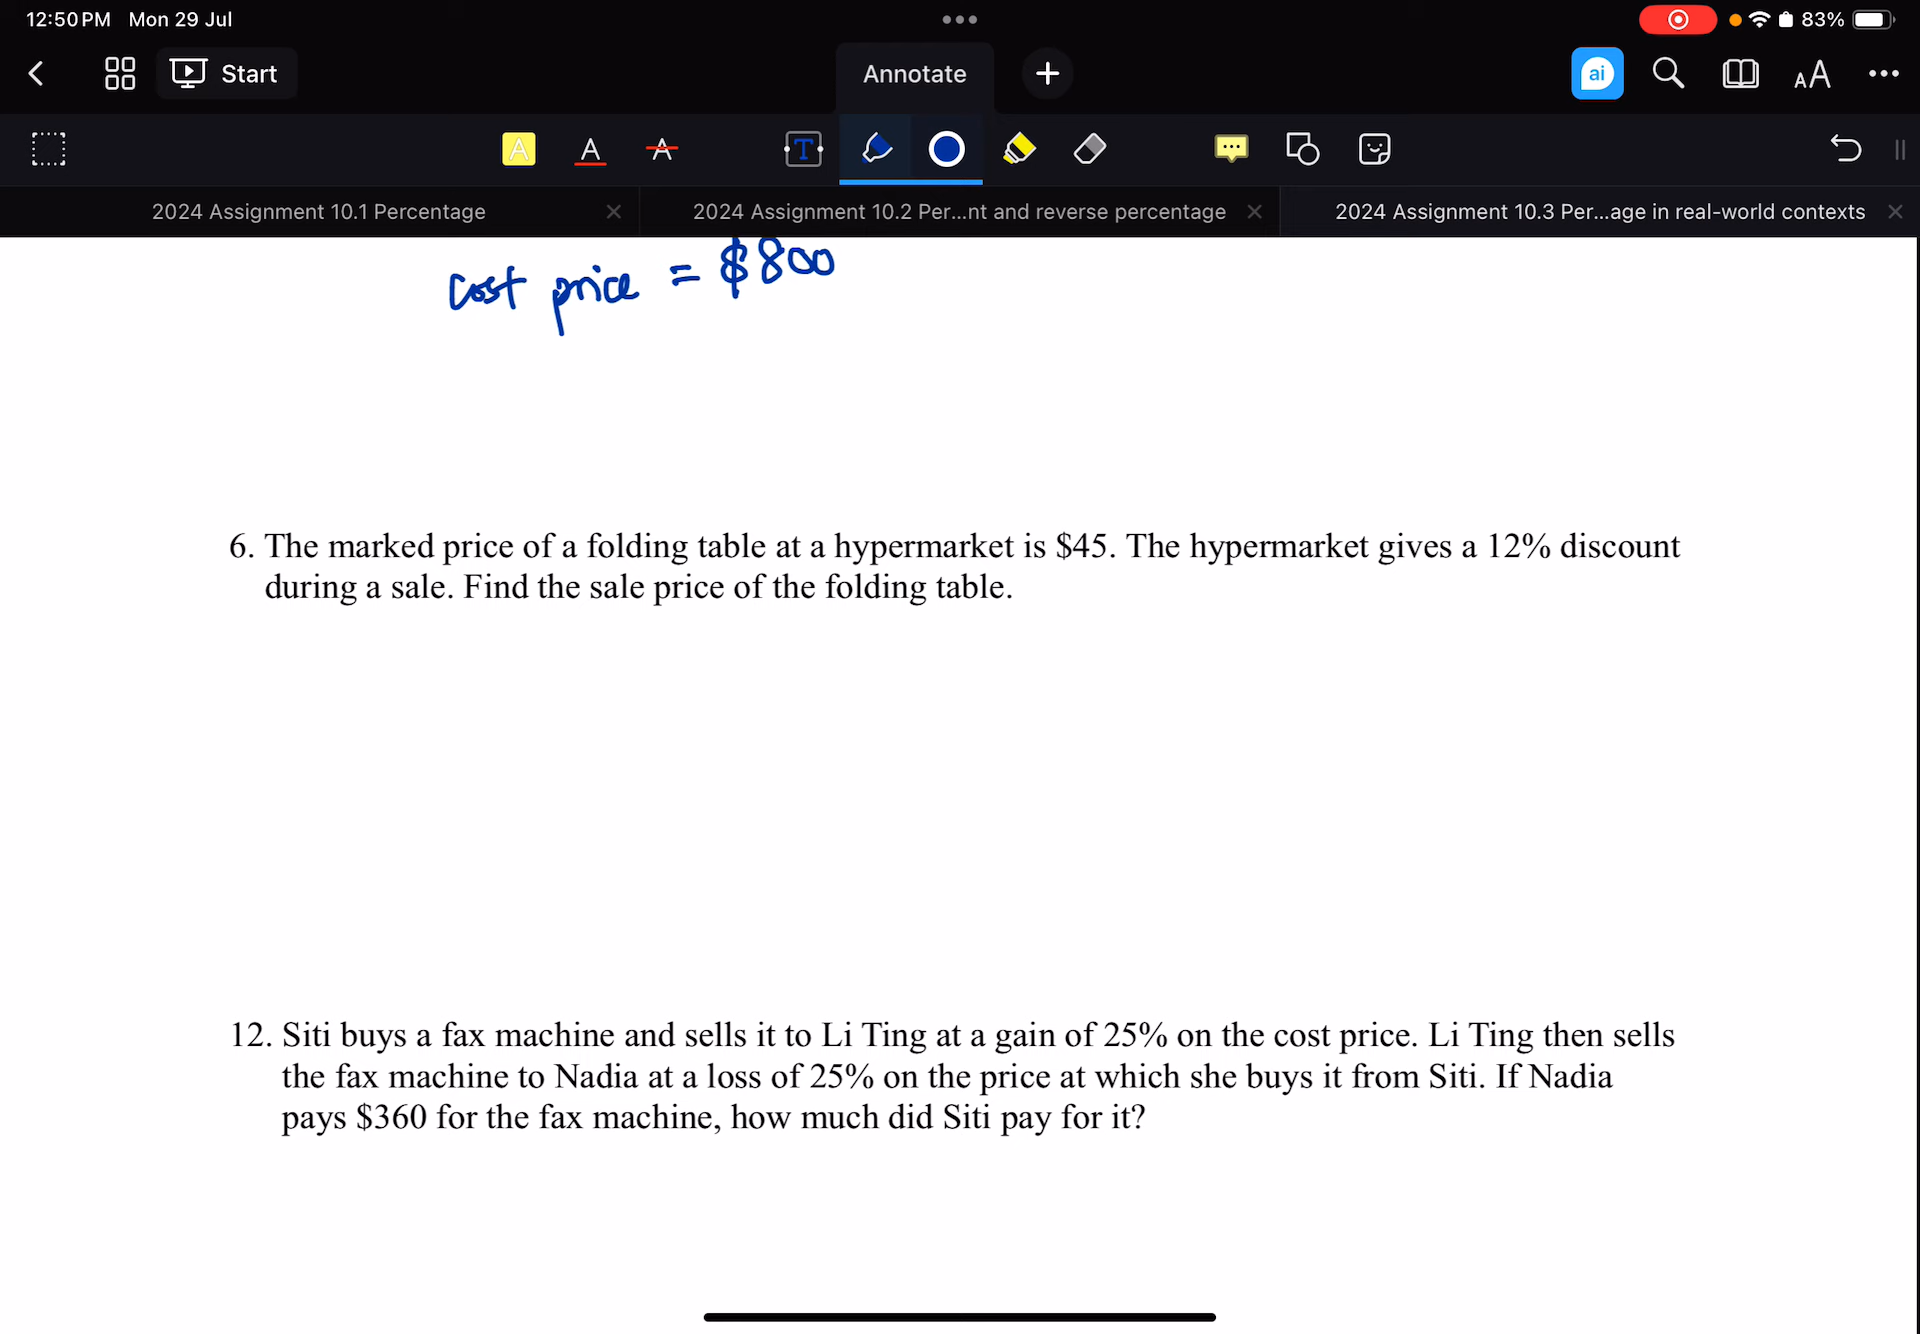 12:50 PM Mon 29 Jul
83%
Start
Annotate
ai
AA
A A A T
2024 Assignment 10.1 Percentage
2024 Assignment 10.2 Per...nt and reverse percentage
2024 Assignment 10.3 Per...age in real-world contexts
cost price = $800
6. The marked price of a folding table at a hypermarket is $45. The hypermarket gives a 12% discount
during a sale. Find the sale price of the folding table.
12. Siti buys a fax machine and sells it to Li Ting at a gain of 25% on the cost price. Li Ting then sells
the fax machine to Nadia at a loss of 25% on the price at which she buys it from Siti. If Nadia
pays $360 for the fax machine, how much did Siti pay for it?